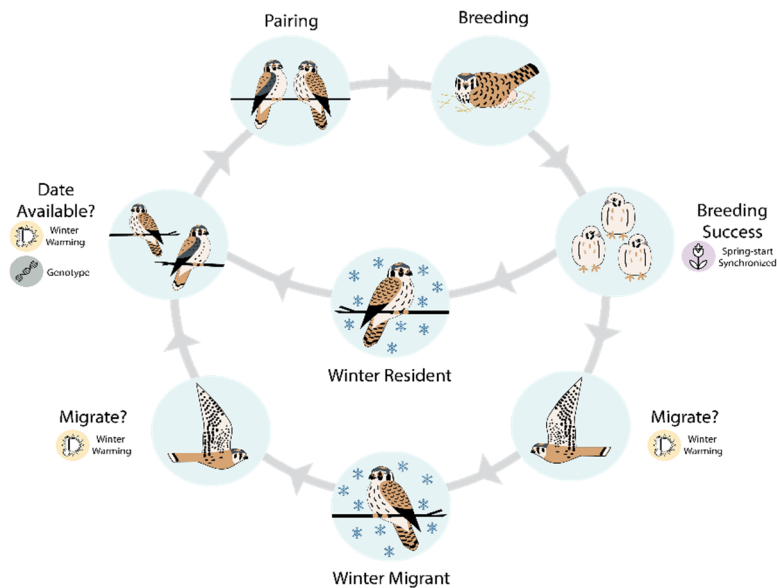 Pairing
Breeding
Date
Available?
Winter
Warming
Genotype
Breeding
Success
Spring-start
Synchronized
Winter Resident
Migrate?
Winter
Warming
Migrate?
Winter
Warming
Winter Migrant